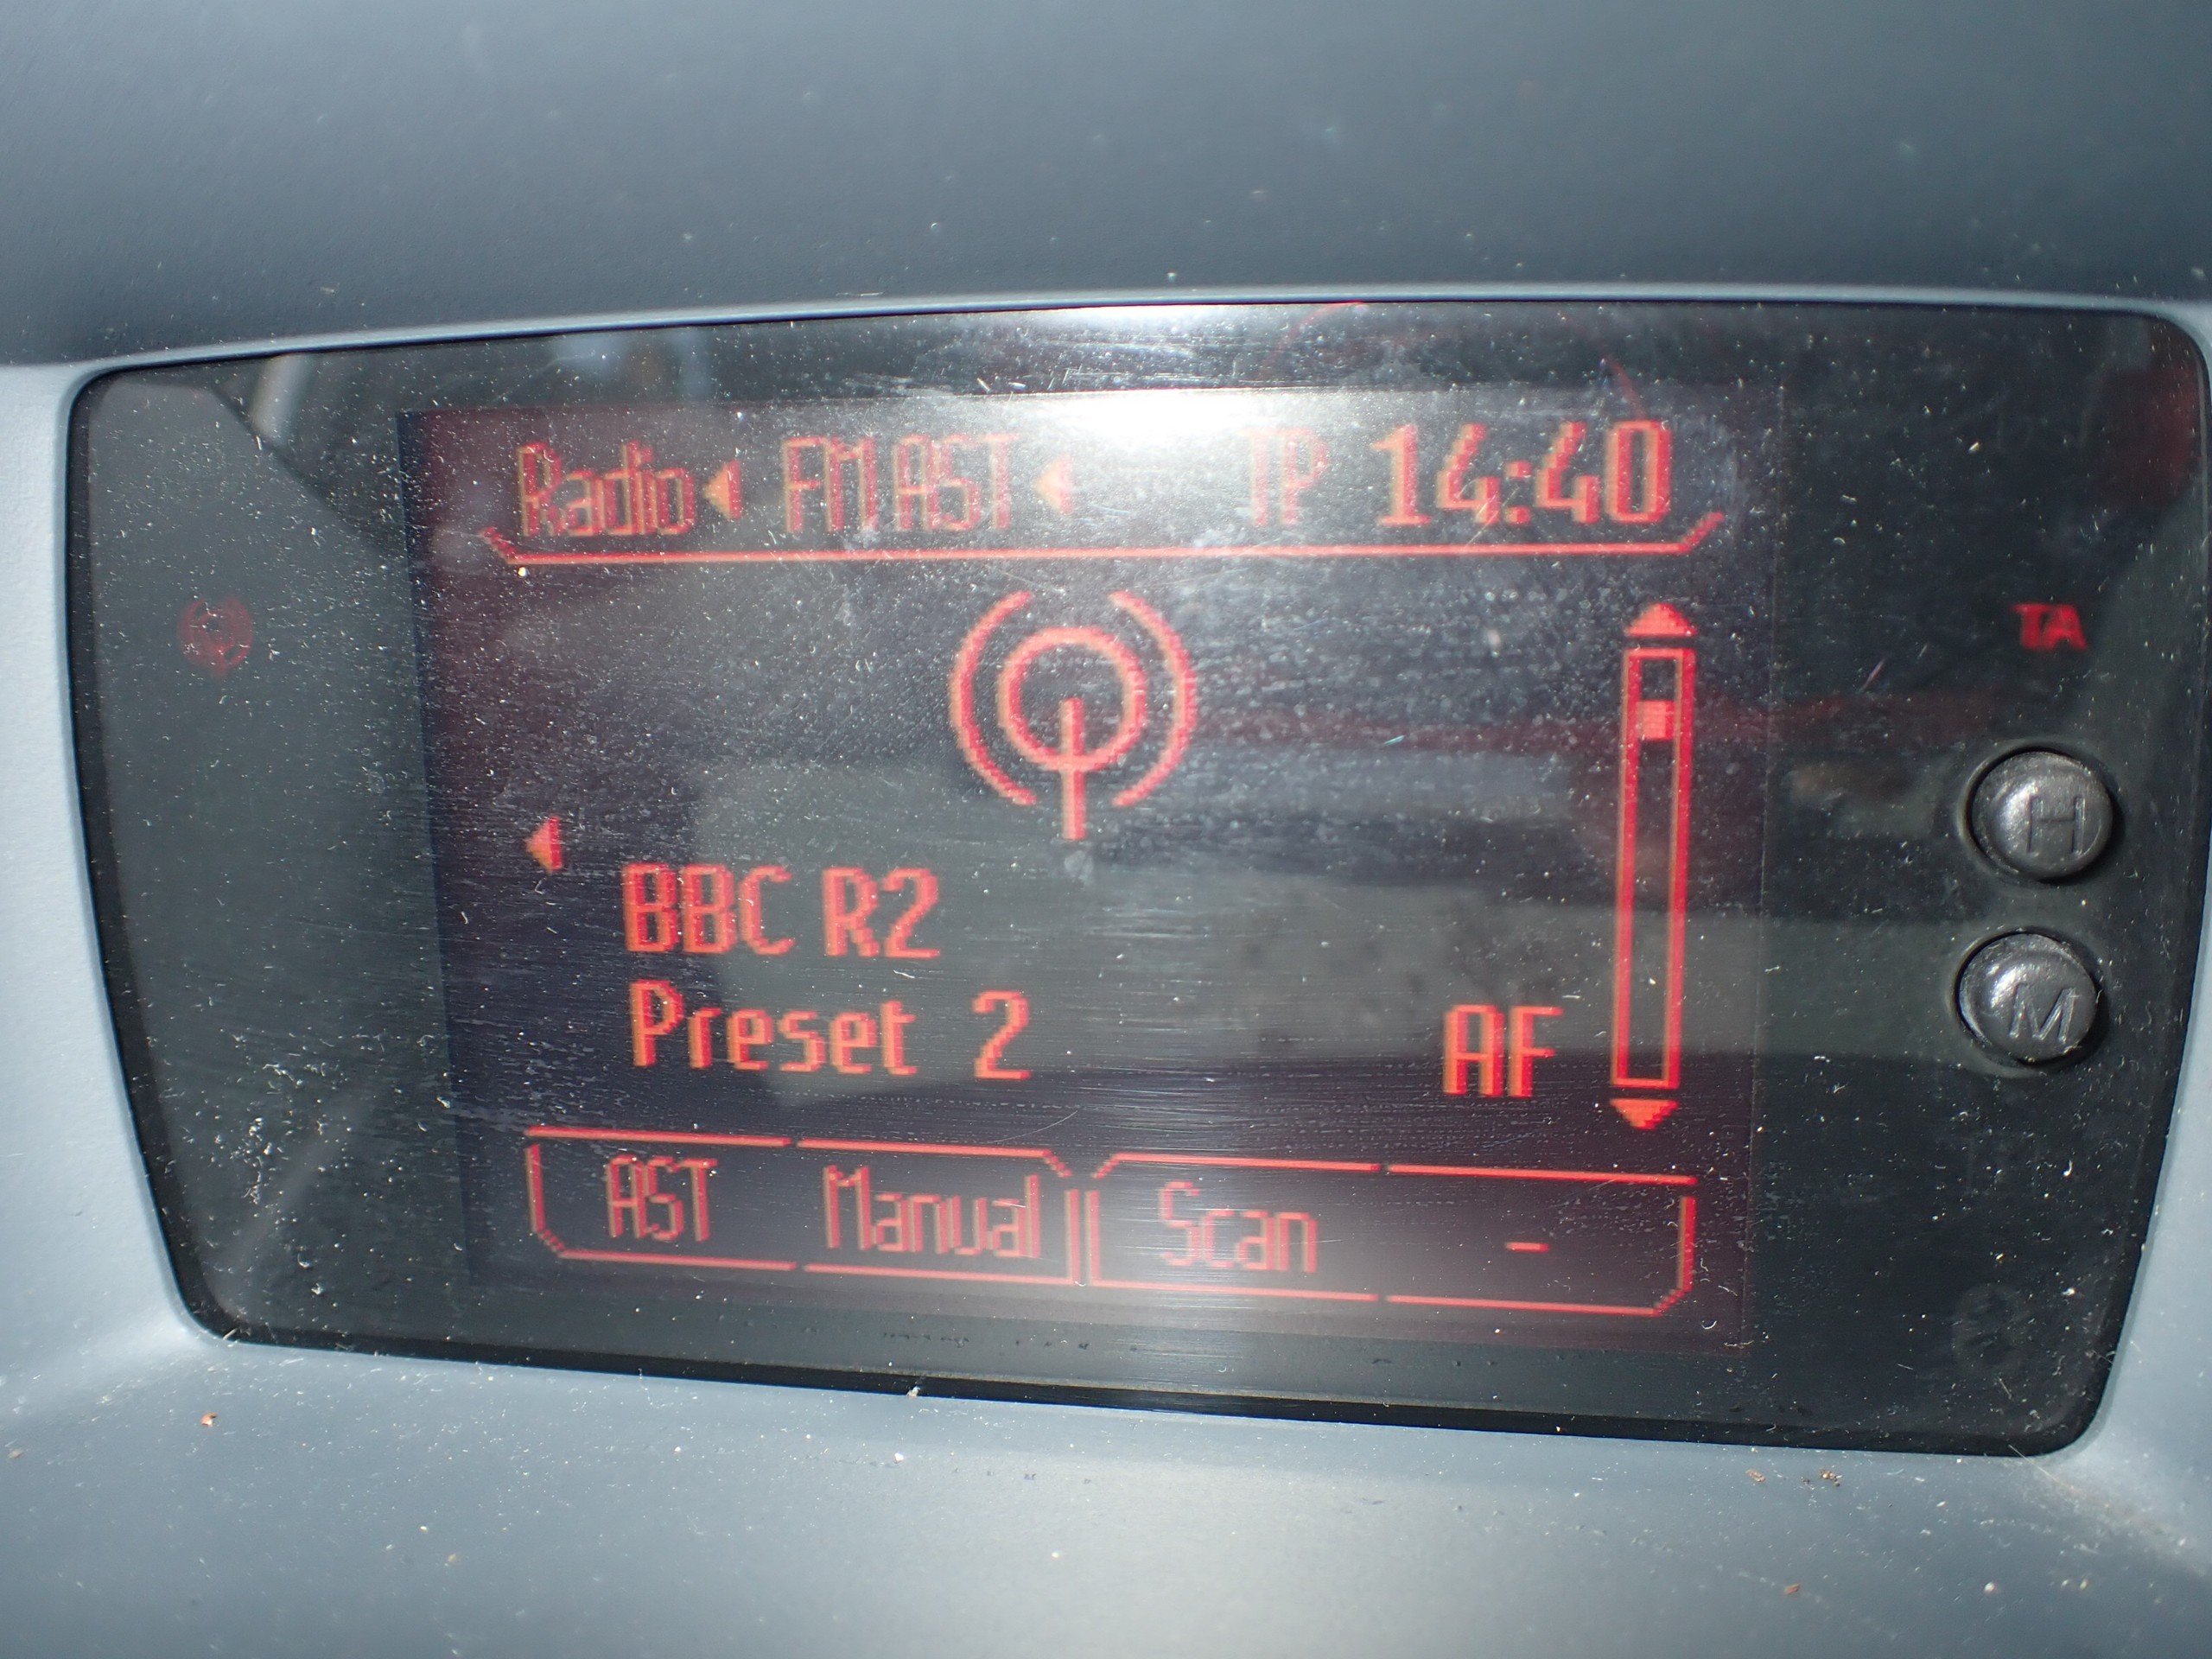 Radio FM AST TP 14:40
TA
H
BBC R2
M
Preset 2 AF
AST Manual Scan -